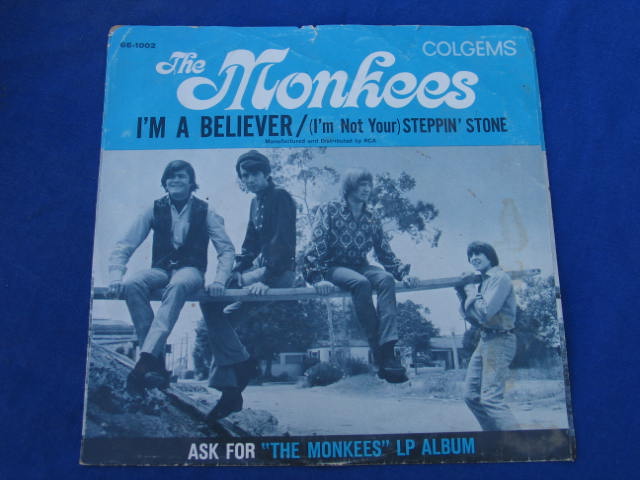 66-1002
COLGEMS
The Monkees
I'M A BELIEVER/(I'm Not Your) STEPPIN' STONE
Manufactured and Distributed by RCA
ASK FOR "THE MONKEES" LP ALBUM